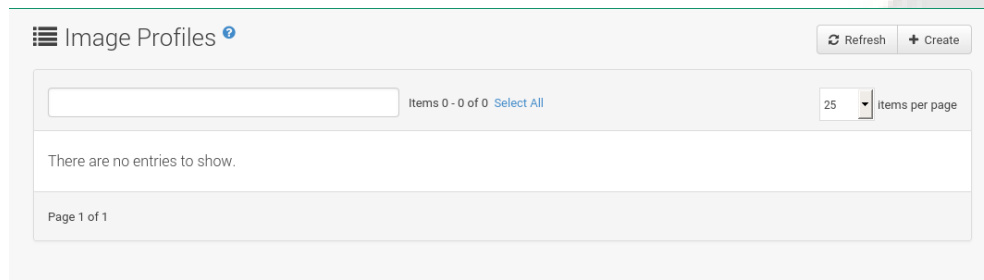 Image Profiles ?
Refresh + Create
Items 0 - 0 of 0 Select All 25 items per page
There are no entries to show.
Page 1 of 1